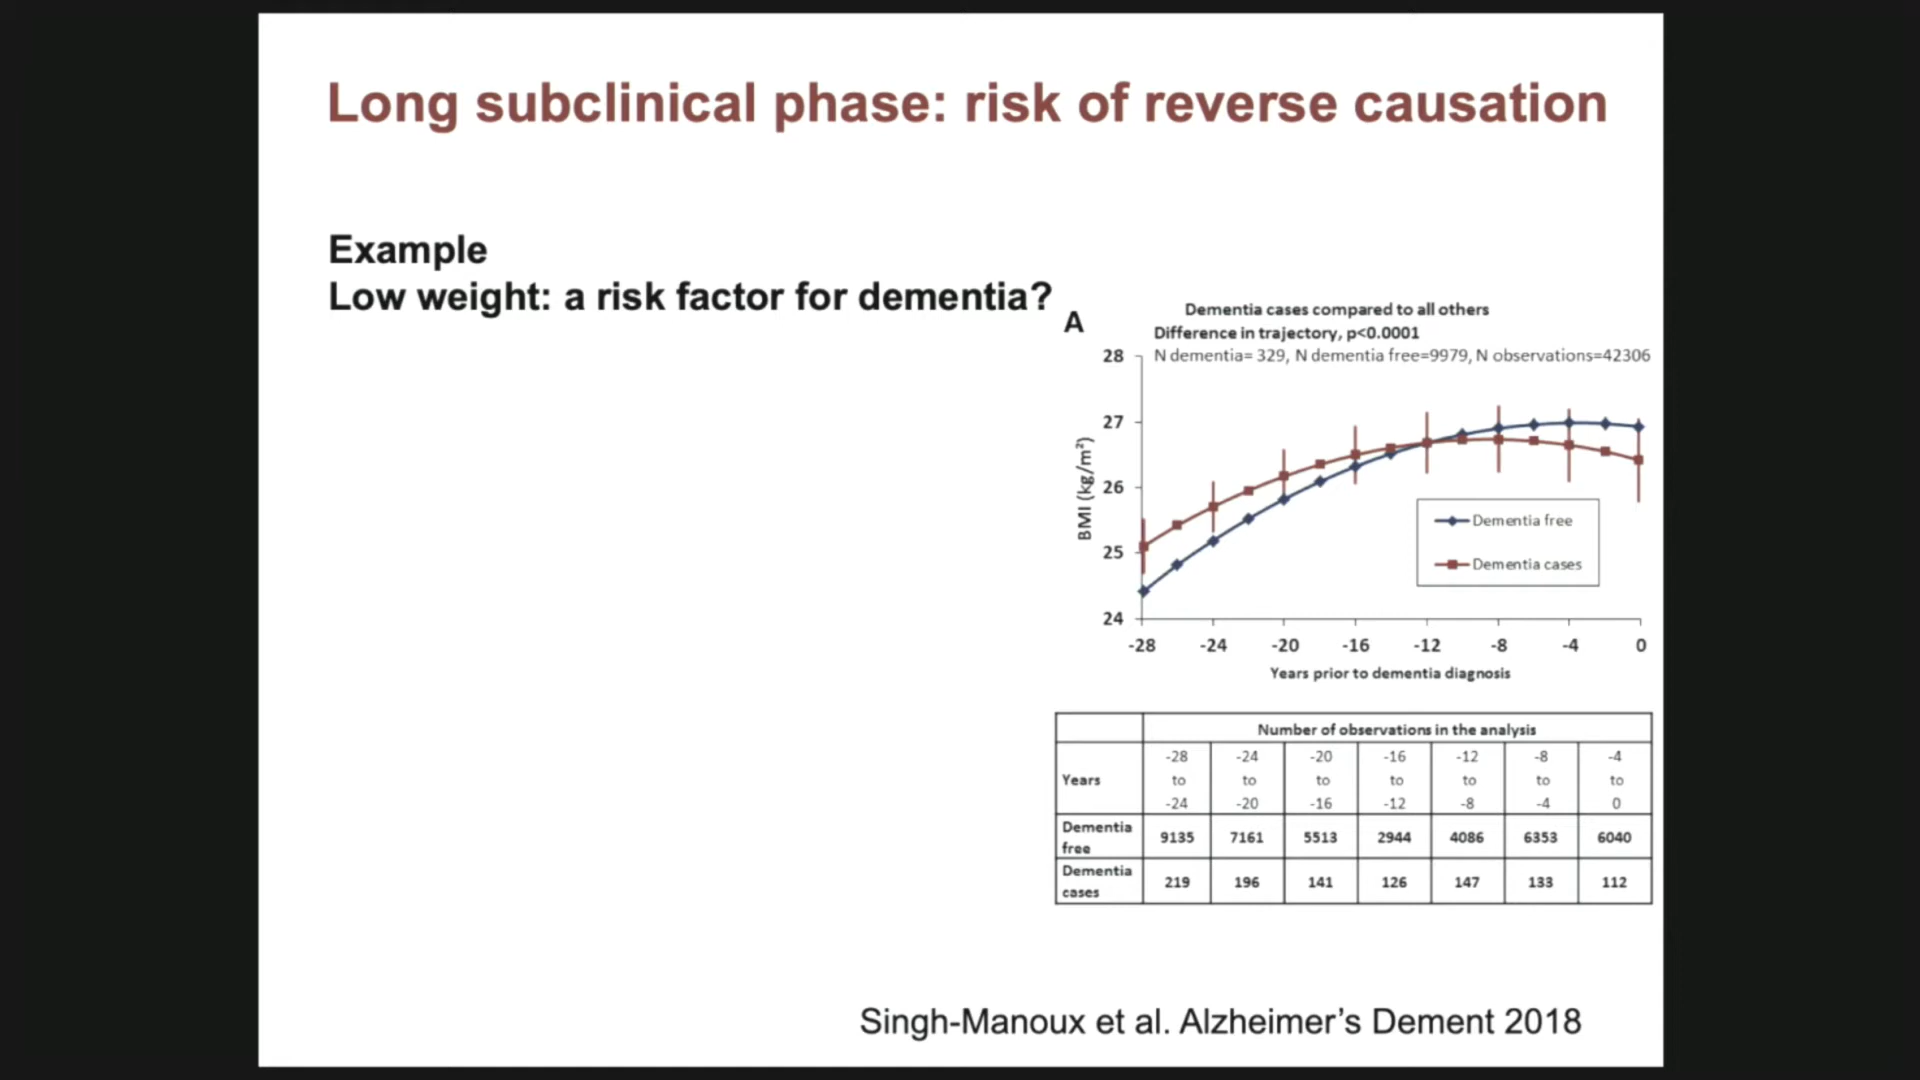 Long subclinical phase: risk of reverse causation
Example
Low weight: a risk factor for dementia?
A
Dementia cases compared to all others
Difference in trajectory, p<0.0001
N dementia= 329, N dementia free=9979, N observations=42306
28
27
26
25
24
BMI (kg/m²)
Dementia free
Dementia cases
-28 -24 -20 -16 -12 -8 -4 0
Years prior to dementia diagnosis
Number of observations in the analysis
Years
-28 -24 -20 -16 -12 -8 -4
to to to to to to to
-24 -20 -16 -12 -8 -4 0
Dementia free 9135 7161 5513 2944 4086 6353 6040
Dementia cases 219 196 141 126 147 133 112
Singh-Manoux et al. Alzheimer’s Dement 2018